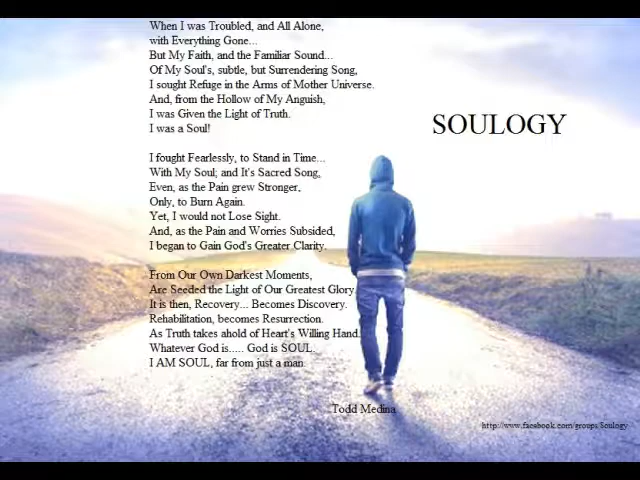 When I was Troubled, and All Alone,
with Everything Gone...
But My Faith, and the Familiar Sound...
Of My Soul's, subtle, but Surrendering Song,
I sought Refuge in the Arms of Mother Universe.
And, from the Hollow of My Anguish,
I was Given the Light of Truth.
I was a Soul!
SOULOGY
I fought Fearlessly, to Stand in Time...
With My Soul; and It's Sacred Song,
Even, as the Pain grew Stronger,
Only, to Burn Again.
Yet, I would not Lose Sight.
And, as the Pain and Worries Subsided,
I began to Gain God's Greater Clarity.
From Our Own Darkest Moments,
Are Seeded the Light of Our Greatest Glory.
It is then, Recovery... Becomes Discovery.
Rehabilitation, becomes Resurrection.
As Truth takes ahold of Heart's Willing Hand.
Whatever God is..... God is SOUL.
I AM SOUL, far from just a man.
Todd Medina
http://www.facebook.com/groups/Soulogy